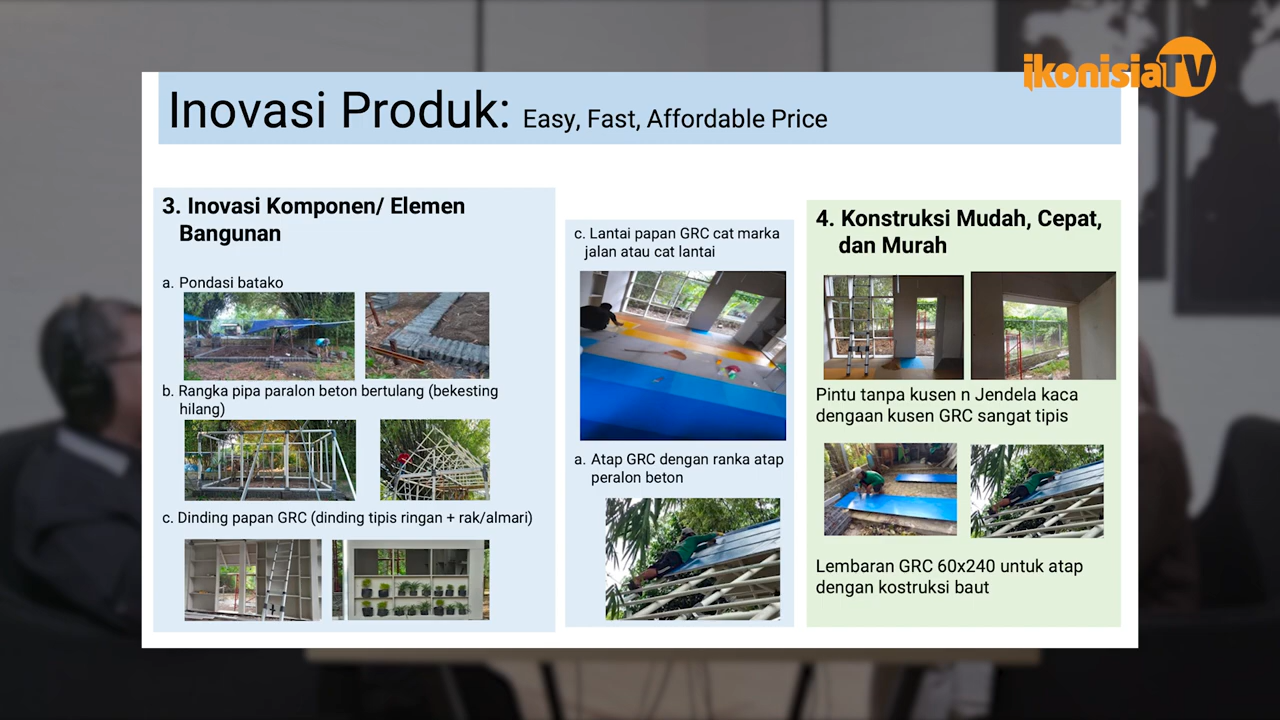 ikonisiaTV
Inovasi Produk: Easy, Fast, Affordable Price
3. Inovasi Komponen/ Elemen
Bangunan
a. Pondasi batako
b. Rangka pipa paralon beton bertulang (bekesting
hilang)
c. Dinding papan GRC (dinding tipis ringan + rak/almari)
c. Lantai papan GRC cat marka
jalan atau cat lantai
a. Atap GRC dengan ranka atap
peralon beton
4. Konstruksi Mudah, Cepat,
dan Murah
Pintu tanpa kusen n Jendela kaca
dengaan kusen GRC sangat tipis
Lembaran GRC 60x240 untuk atap
dengan kostruksi baut